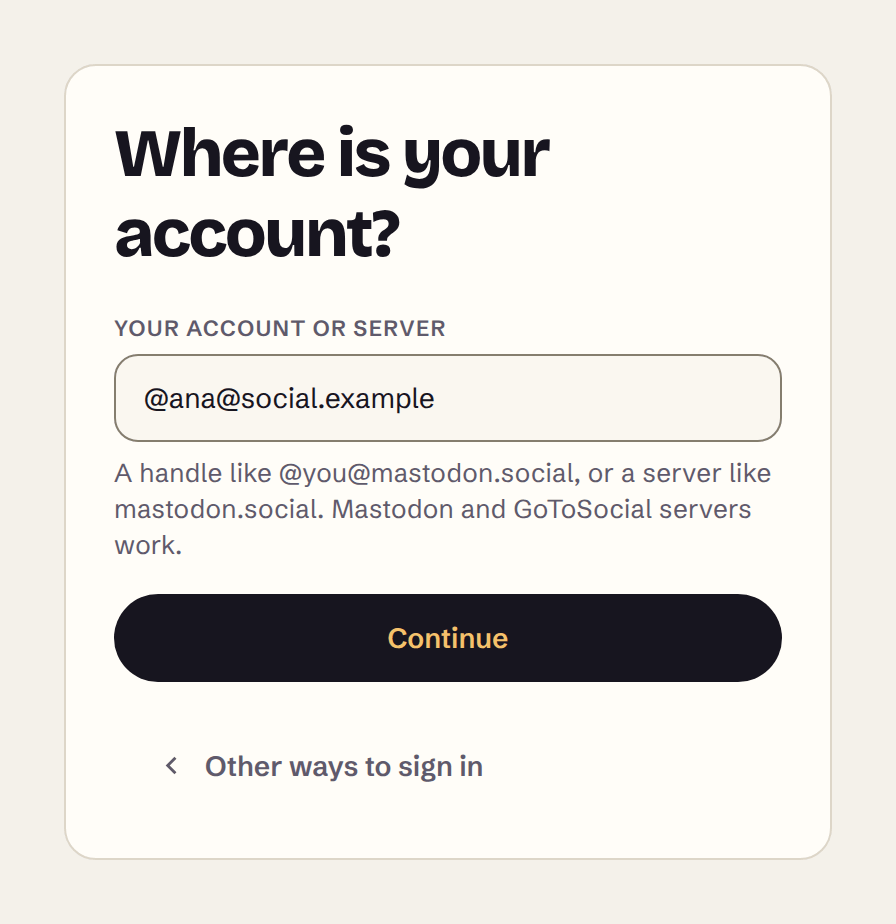 Where is your
account?
YOUR ACCOUNT OR SERVER
@ana@social.example
A handle like @you@mastodon.social, or a server like
mastodon.social. Mastodon and GoToSocial servers
work.
Continue
Other ways to sign in